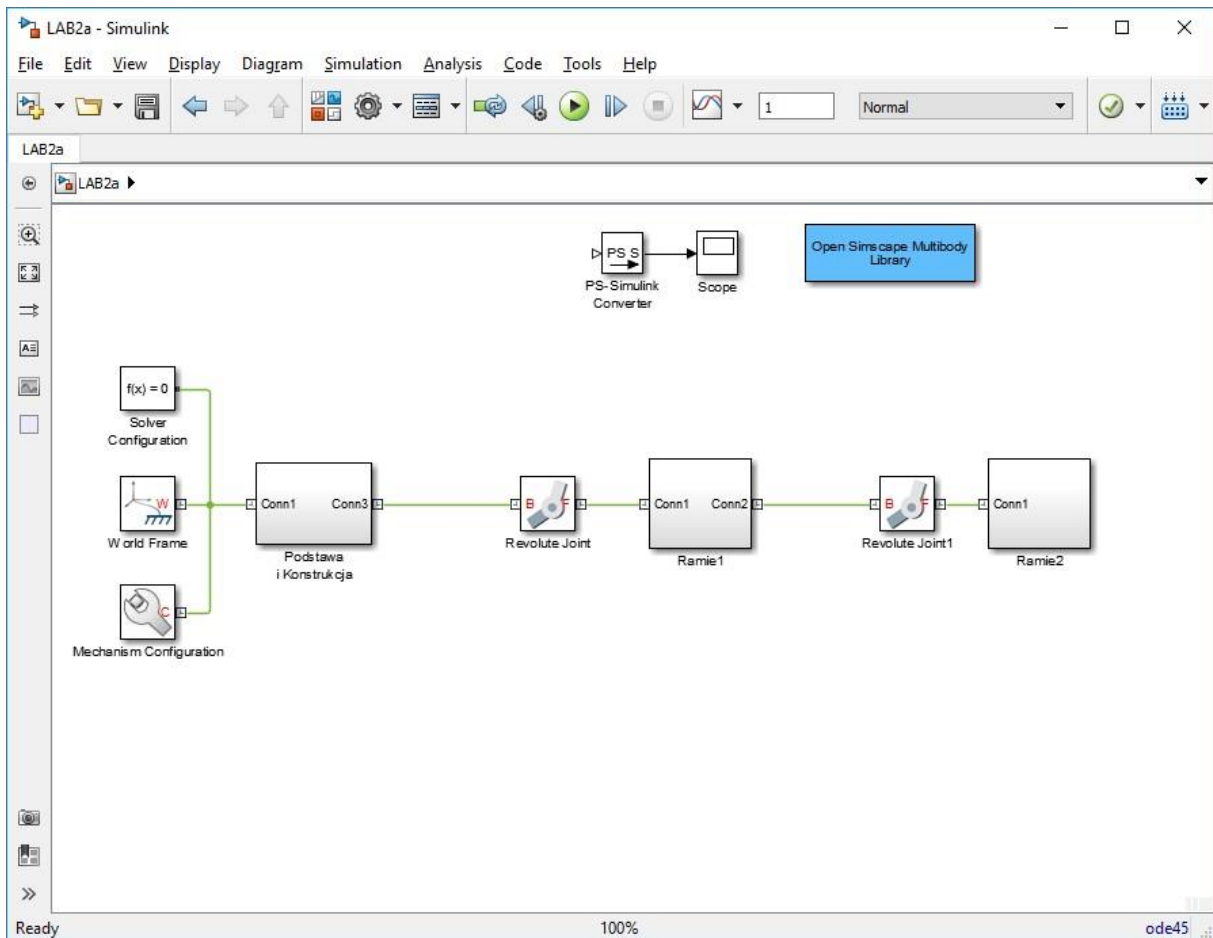 LAB2a - Simulink
File Edit View Display Diagram Simulation Analysis Code Tools Help
1 Normal
LAB2a
LAB2a
PS S
PS-Simulink
Converter
Scope
Open Simscape Multibody
Library
f(x) = 0
Solver
Configuration
W
World Frame
C
Mechanism Configuration
Conn1 Conn3
Podstawa
i Konstrukcja
B F
Revolute Joint
Conn1 Conn2
Ramie1
B F
Revolute Joint1
Conn1
Ramie2
Ready 100% ode45